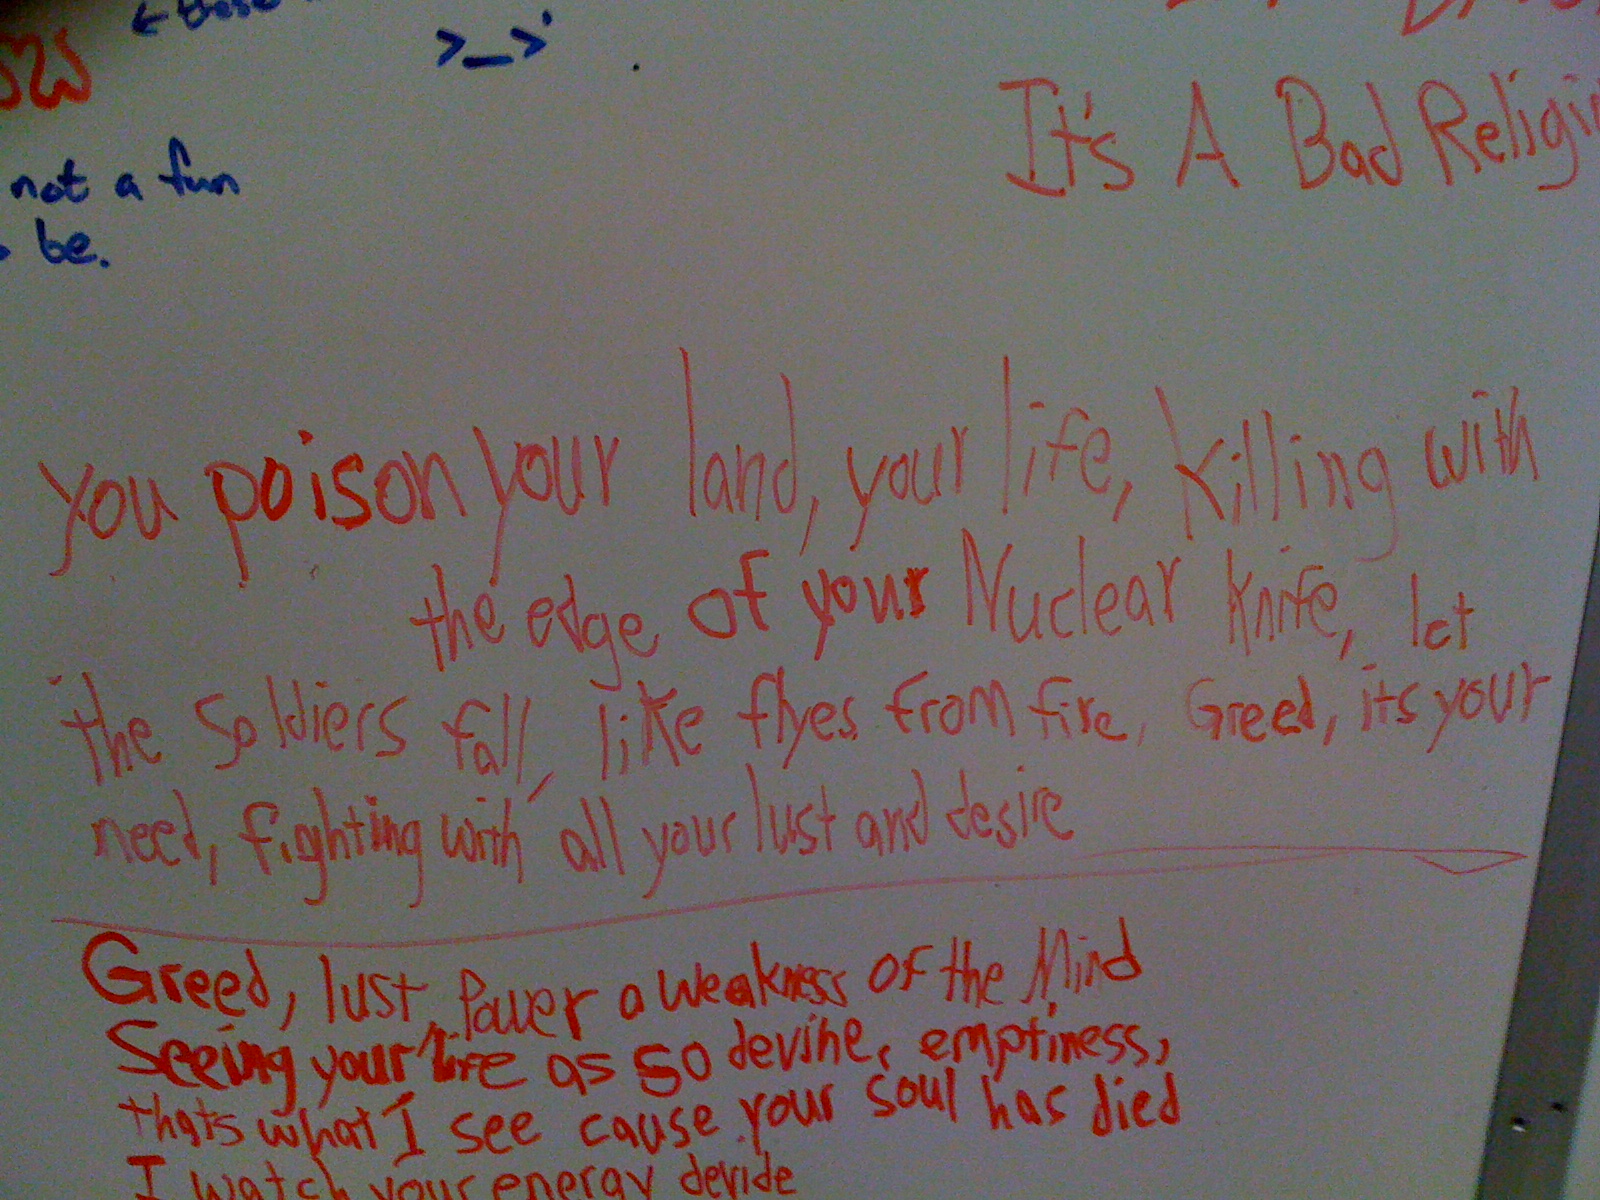 ← these
>_>'
It's A Bad Religi
not a fun
be.
You poison your land, your life, Killing with
the edge of your Nuclear Knife, let
the Soldiers fall, like flyes from fire, Greed, its your
need, fighting with all your lust and desire
Greed, lust, Power a weakness of the Mind
Seeing your life as so devine, emptiness,
thats what I see cause your soul has died
I watch your energy devide